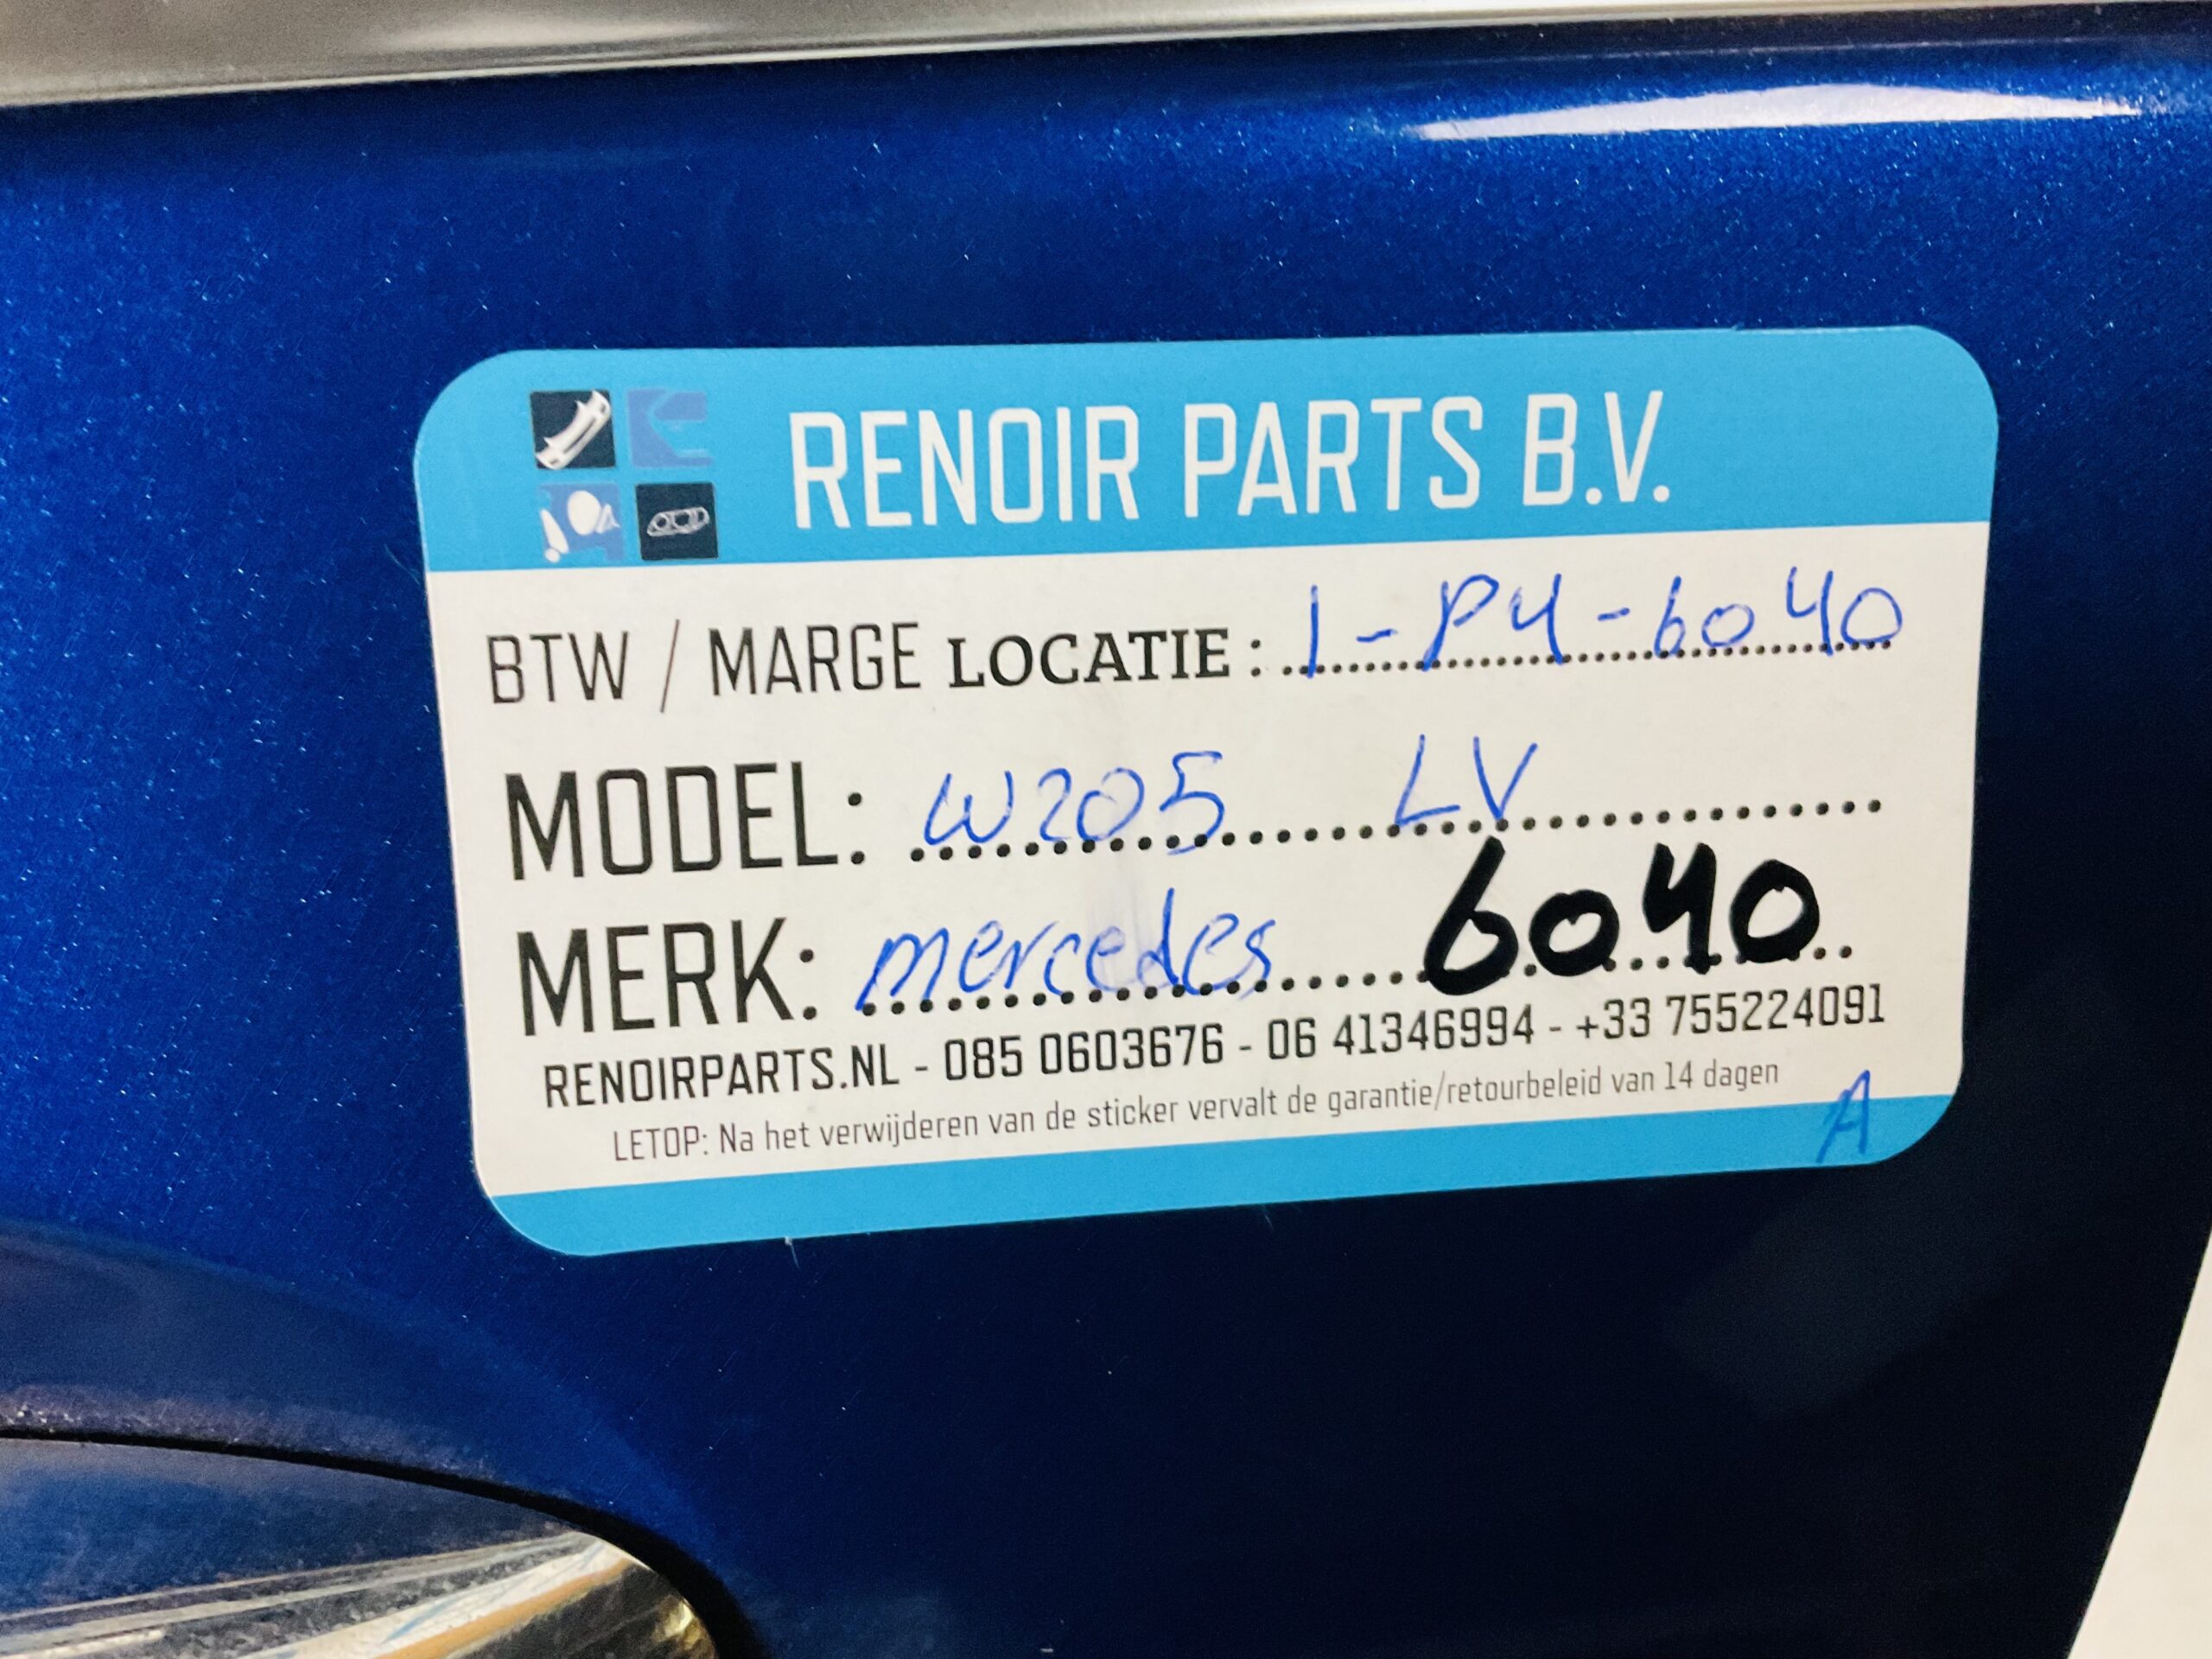 RENOIR PARTS B.V.
BTW / MARGE LOCATIE : 1-P4-6040
MODEL: W205 LV
MERK: mercedes 6040
RENOIRPARTS.NL - 085 0603676 - 06 41346994 - +33 755224091
LETOP: Na het verwijderen van de sticker vervalt de garantie/retourbeleid van 14 dagen
A